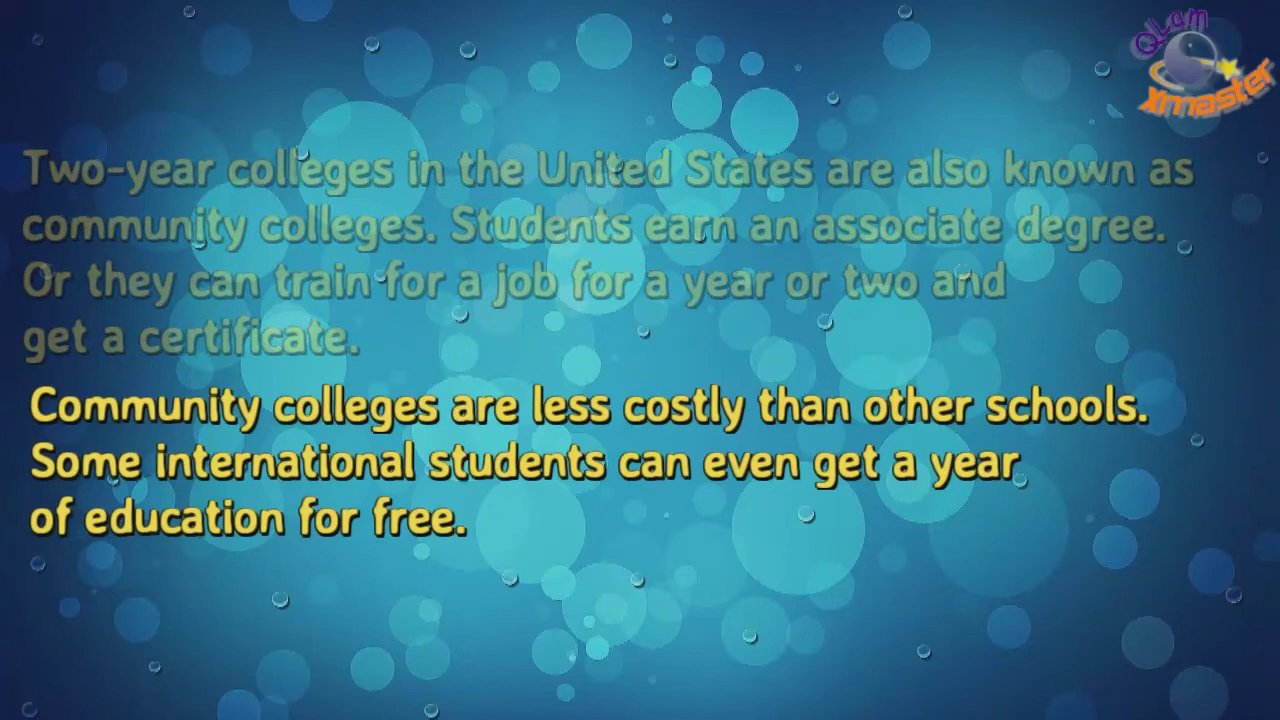 QLam
Xmaster
Two-year colleges in the United States are also known as
community colleges. Students earn an associate degree.
Or they can train for a job for a year or two and
get a certificate.
Community colleges are less costly than other schools.
Some international students can even get a year
of education for free.